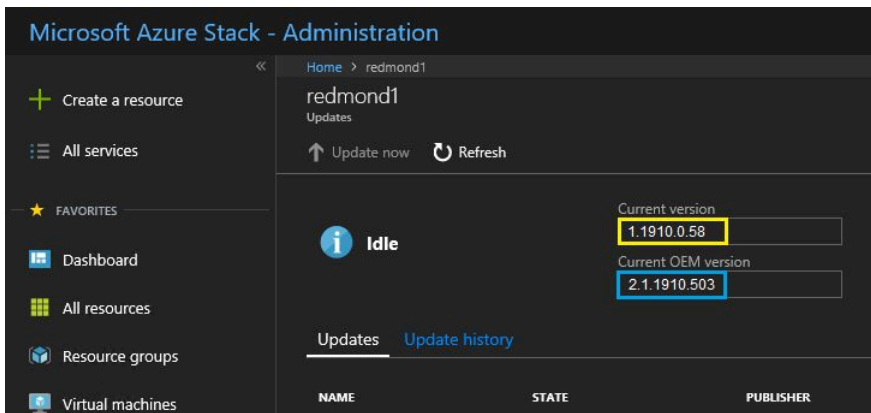 Microsoft Azure Stack - Administration
«
Home > redmond1
Create a resource
redmond1
Updates
All services
Update now Refresh
FAVORITES
Current version
1.1910.0.58
Idle
Dashboard
Current OEM version
2.1.1910.503
All resources
Updates Update history
Resource groups
Virtual machines
NAME STATE PUBLISHER